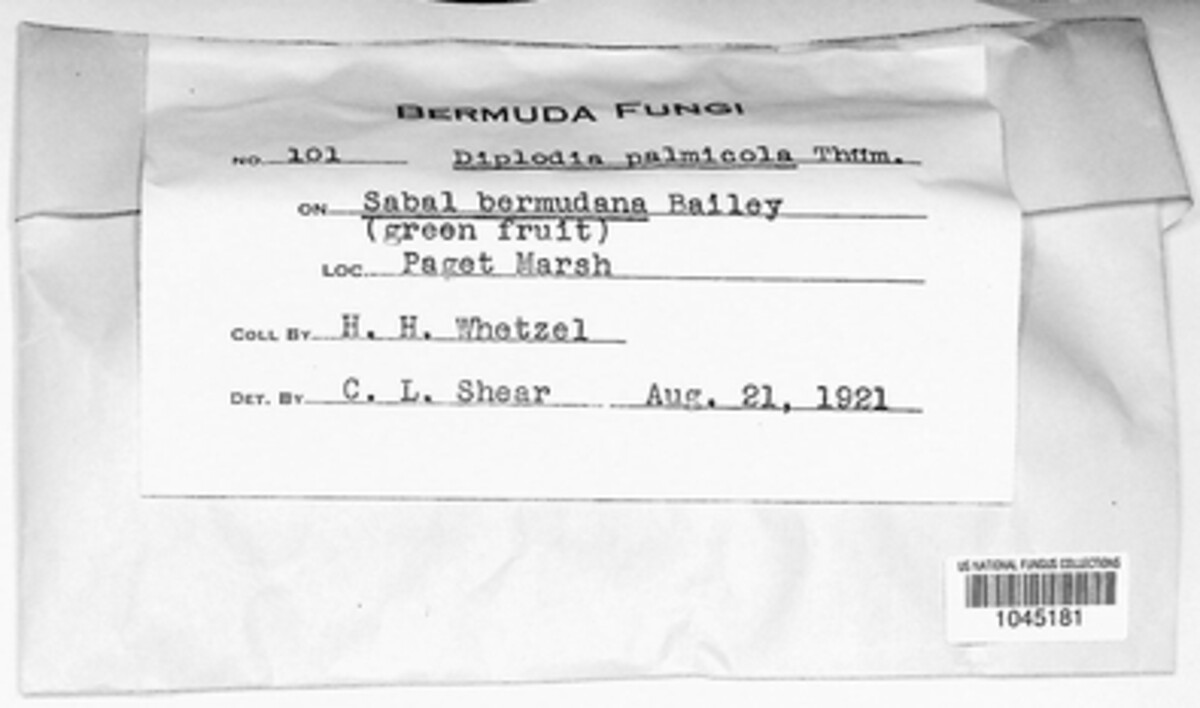 BERMUDA FUNGI
NO. 101 Diplodia palmicola Thüm.
ON Sabal bermudana Bailey
(green fruit)
LOC. Paget Marsh
COLL BY H. H. Whetzel
DET. BY C. L. Shear Aug. 21, 1921
US NATIONAL FUNGUS COLLECTIONS
1045181